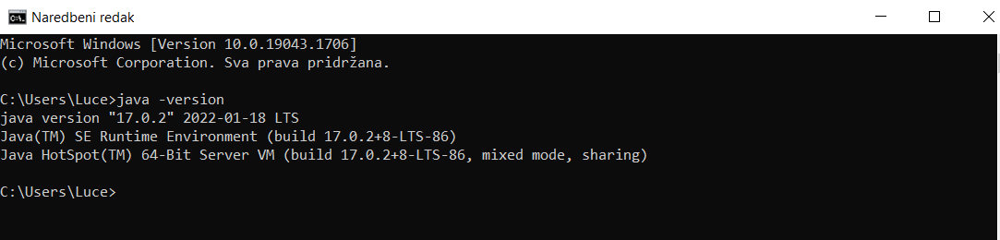 Naredbeni redak
Microsoft Windows [Version 10.0.19043.1706]
(c) Microsoft Corporation. Sva prava pridržana.
C:\Users\Luce>java -version
java version "17.0.2" 2022-01-18 LTS
Java(TM) SE Runtime Environment (build 17.0.2+8-LTS-86)
Java HotSpot(TM) 64-Bit Server VM (build 17.0.2+8-LTS-86, mixed mode, sharing)
C:\Users\Luce>